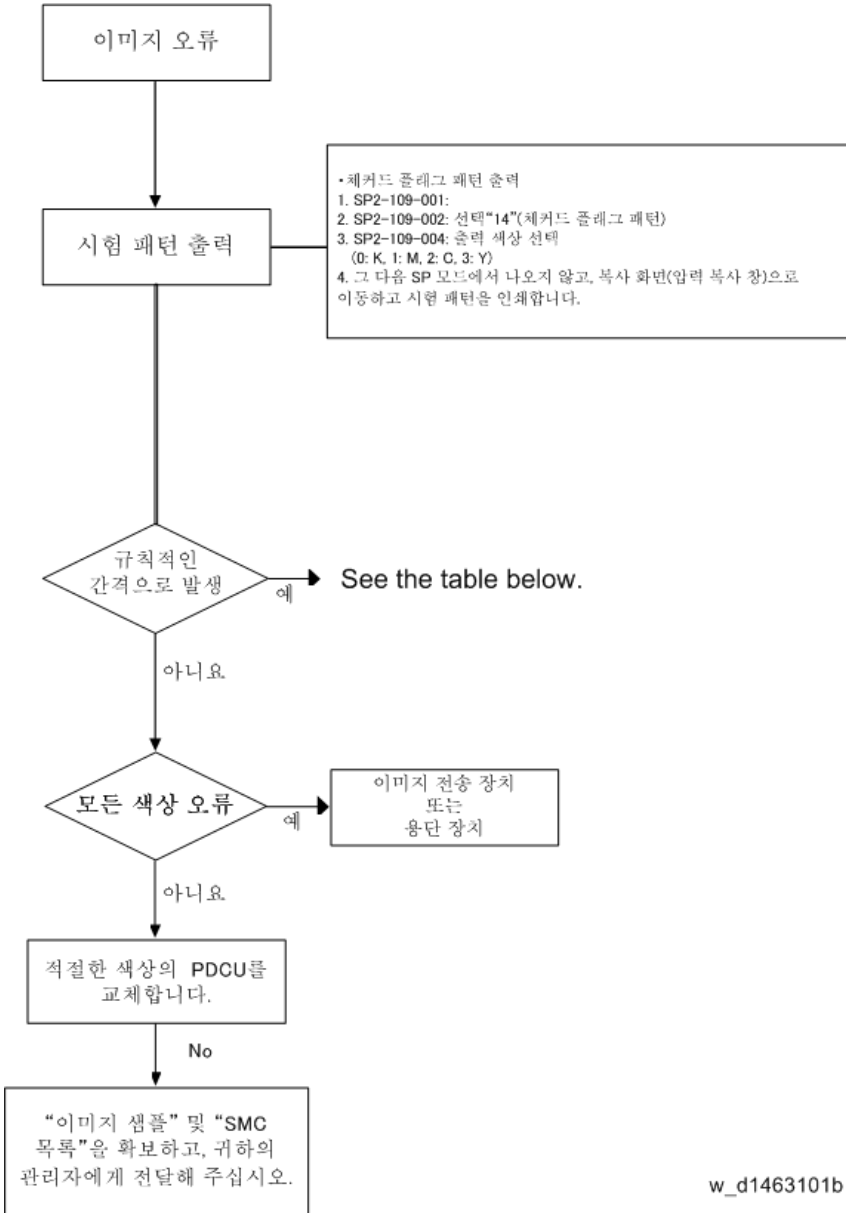 이미지 오류
시험 패턴 출력
•체커드 플래그 패턴 출력
1. SP2-109-001:
2. SP2-109-002: 선택“14”(체커드 플래그 패턴)
3. SP2-109-004: 출력 색상 선택
(0: K, 1: M, 2: C, 3: Y)
4. 그 다음 SP 모드에서 나오지 않고, 복사 화면(압력 복사 창)으로
이동하고 시험 패턴을 인쇄합니다.
규칙적인
간격으로 발생
예
See the table below.
아니요
모든 색상 오류
예
이미지 전송 장치
또는
용단 장치
아니요
적절한 색상의 PDCU를
교체합니다.
No
“이미지 샘플” 및 “SMC
목록”을 확보하고, 귀하의
관리자에게 전달해 주십시오.
w_d1463101b